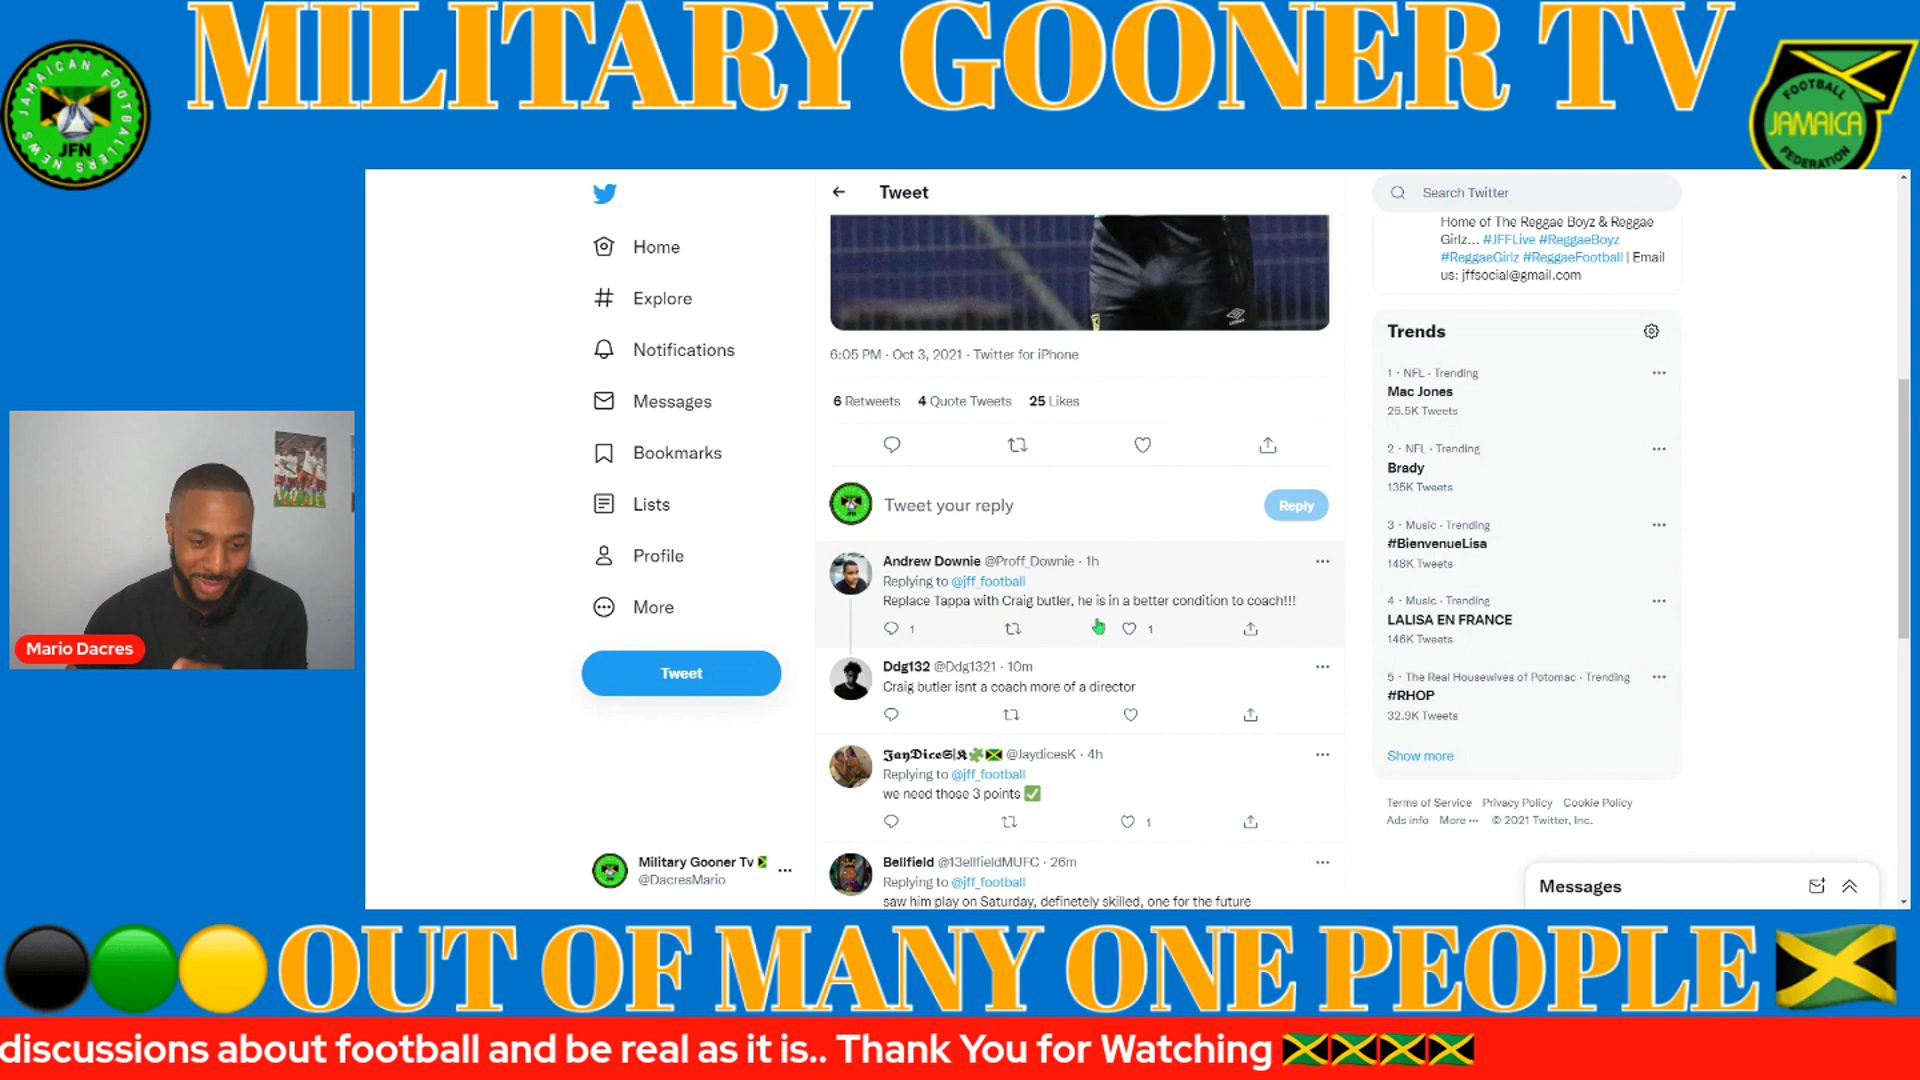 MILITARY GOONER TV
JAMAICAN FOOTBALLERS NEWS
JFN
FOOTBALL
JAMAICA
FEDERATION
Home
Explore
Notifications
Messages
Bookmarks
Lists
Profile
More
Tweet
Military Gooner Tv
@DacresMario
Mario Dacres
Tweet
6:05 PM · Oct 3, 2021 · Twitter for iPhone
6 Retweets 4 Quote Tweets 25 Likes
Tweet your reply
Reply
Andrew Downie @Proff_Downie · 1h
Replying to @jff_football
Replace Tappa with Craig butler, he is in a better condition to coach!!!
1 1
Ddg132 @Ddg1321 · 10m
Craig butler isnt a coach more of a director
𝕵𝖆𝖞𝕯𝖎𝖈𝖊𝕾|𝕶 @JaydicesK · 4h
Replying to @jff_football
we need those 3 points ✅
1
Bellfield @13ellfieldMUFC · 26m
Replying to @jff_football
saw him play on Saturday, definetely skilled, one for the future
Search Twitter
Home of The Reggae Boyz & Reggae
Girlz... #JFFLive #ReggaeBoyz
#ReggaeGirlz #ReggaeFootball | Email
us: jffsocial@gmail.com
Trends
1 · NFL · Trending
Mac Jones
25.5K Tweets
2 · NFL · Trending
Brady
135K Tweets
3 · Music · Trending
#BienvenueLisa
148K Tweets
4 · Music · Trending
LALISA EN FRANCE
146K Tweets
5 · The Real Housewives of Potomac · Trending
#RHOP
32.9K Tweets
Show more
Terms of Service Privacy Policy Cookie Policy
Ads info More ··· © 2021 Twitter, Inc.
Messages
OUT OF MANY ONE PEOPLE
discussions about football and be real as it is.. Thank You for Watching